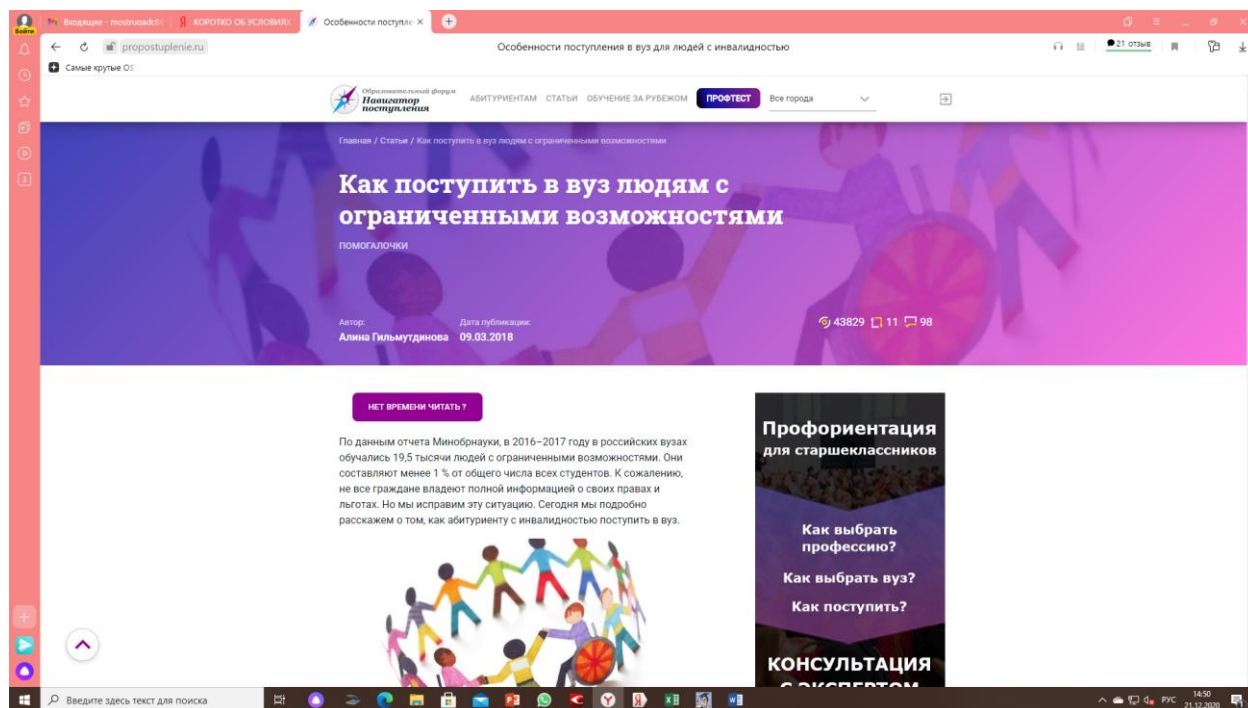 Войти
Входящие - mostruoadcli
Я КОРОТКО ОБ УСЛОВИЯХ
Особенности поступле
propostuplenie.ru
Особенности поступления в вуз для людей с инвалидностью
21 отзыв
Самые крутые OS
Образовательный форум
Навигатор
поступления
АБИТУРИЕНТАМ СТАТЬИ ОБУЧЕНИЕ ЗА РУБЕЖОМ ПРОФТЕСТ Все города
Главная / Статьи / Как поступить в вуз людям с ограниченными возможностями
Как поступить в вуз людям с
ограниченными возможностями
ПОМОГАЛОЧКИ
Автор: Дата публикации:
Алина Гильмутдинова 09.03.2018
43829 11 98
НЕТ ВРЕМЕНИ ЧИТАТЬ ?
По данным отчета Минобрнауки, в 2016–2017 году в российских вузах
обучались 19,5 тысячи людей с ограниченными возможностями. Они
составляют менее 1 % от общего числа всех студентов. К сожалению,
не все граждане владеют полной информацией о своих правах и
льготах. Но мы исправим эту ситуацию. Сегодня мы подробно
расскажем о том, как абитуриенту с инвалидностью поступить в вуз.
Профориентация
для старшеклассников
Как выбрать
профессию?
Как выбрать вуз?
Как поступить?
КОНСУЛЬТАЦИЯ
С ЭКСПЕРТОМ
Введите здесь текст для поиска
РУС
14:50
21.12.2020